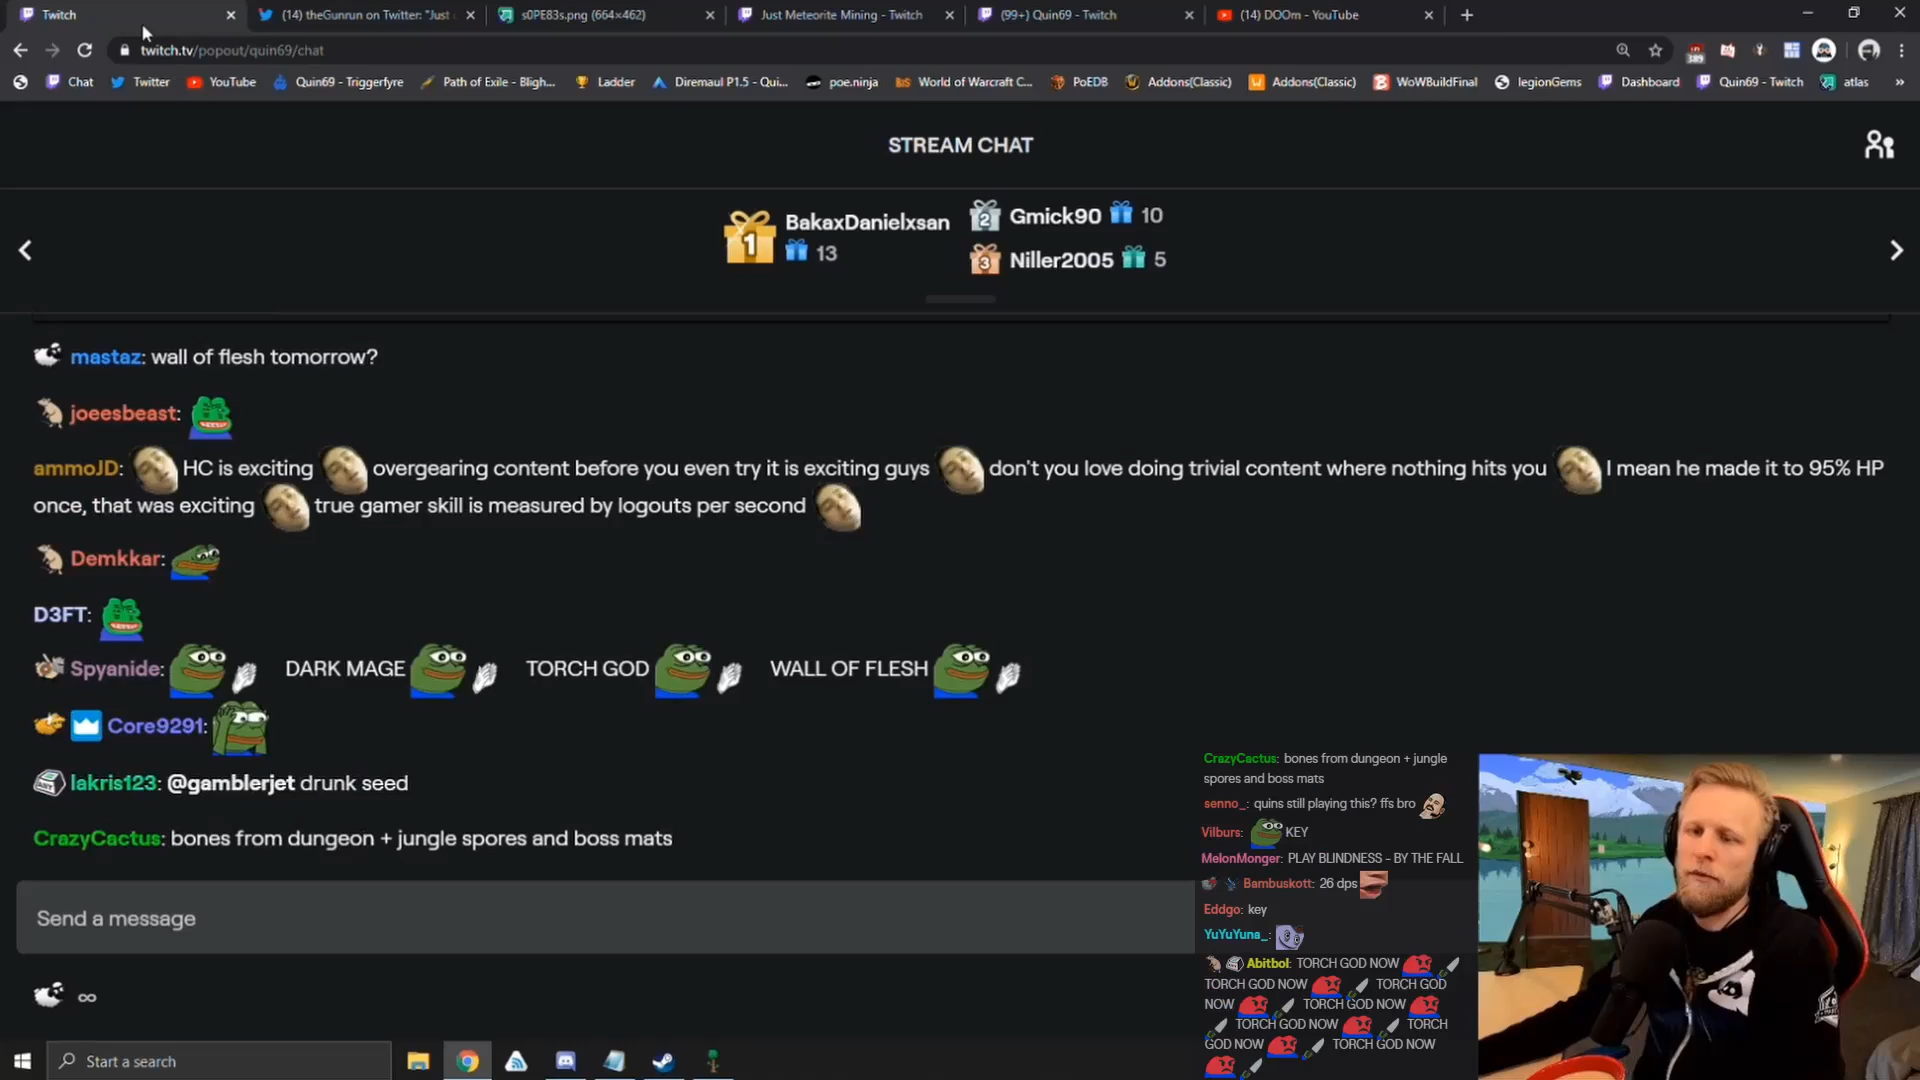 Twitch
(14) theGunrun on Twitter: "Just
s0PE83s.png (664×462)
Just Meteorite Mining - Twitch
(99+) Quin69 - Twitch
(14) DOOm - YouTube
twitch.tv/popout/quin69/chat
389
Chat
Twitter
YouTube
Quin69 - Triggerfyre
Path of Exile - Bligh...
Ladder
Diremaul P1.5 - Qui...
poe.ninja
World of Warcraft C...
PoEDB
Addons(Classic)
Addons(Classic)
WoWBuildFinal
legionGems
Dashboard
Quin69 - Twitch
atlas
STREAM CHAT
1 BakaxDanielxsan 13
2 Gmick90 10
3 Niller2005 5
mastaz: wall of flesh tomorrow?
joeesbeast:
ammoJD: HC is exciting overgearing content before you even try it is exciting guys don't you love doing trivial content where nothing hits you I mean he made it to 95% HP
once, that was exciting true gamer skill is measured by logouts per second
Demkkar:
D3FT:
Spyanide: DARK MAGE TORCH GOD WALL OF FLESH
Core9291:
lakris123: @gamblerjet drunk seed
CrazyCactus: bones from dungeon + jungle spores and boss mats
Send a message
∞
CrazyCactus: bones from dungeon + jungle
spores and boss mats
senno_: quins still playing this? ffs bro
Vilburs: KEY
MelonMonger: PLAY BLINDNESS - BY THE FALL
Bambuskott: 26 dps
Eddgo: key
YuYuYuna_:
Abitbol: TORCH GOD NOW
TORCH GOD NOW TORCH GOD
NOW TORCH GOD NOW
TORCH GOD NOW TORCH
GOD NOW TORCH GOD NOW
Start a search